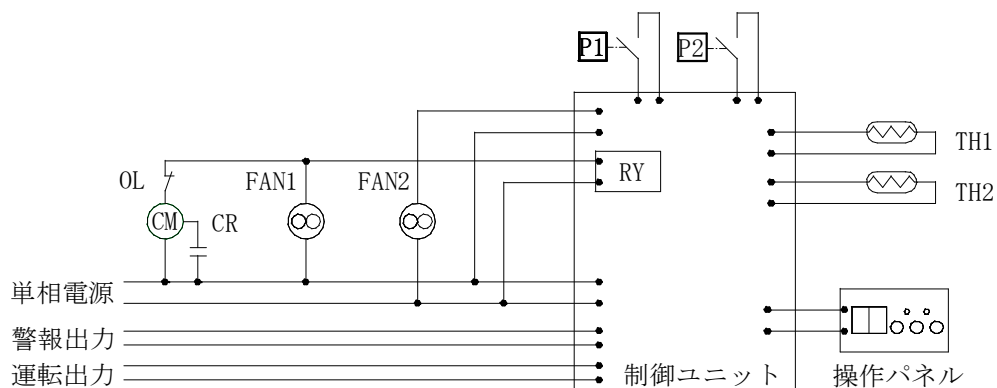 P1
P2
TH1
RY
OL
FAN1
FAN2
TH2
CM
CR
単相電源
警報出力
運転出力
制御ユニット
操作パネル